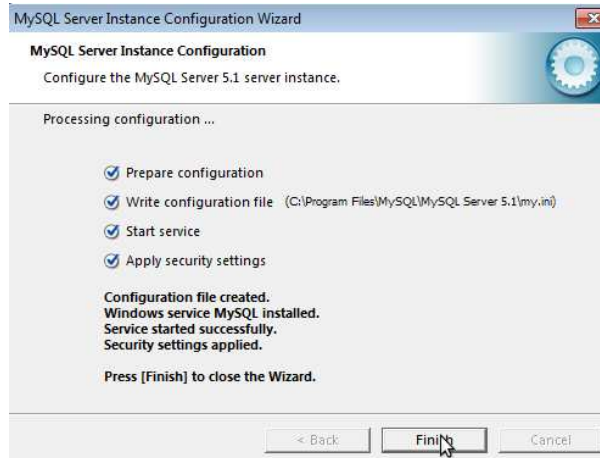 MySQL Server Instance Configuration Wizard
MySQL Server Instance Configuration
Configure the MySQL Server 5.1 server instance.
Processing configuration ...
Prepare configuration
Write configuration file (C:\Program Files\MySQL\MySQL Server 5.1\my.ini)
Start service
Apply security settings
Configuration file created.
Windows service MySQL installed.
Service started successfully.
Security settings applied.
Press [Finish] to close the Wizard.
< Back Finish Cancel